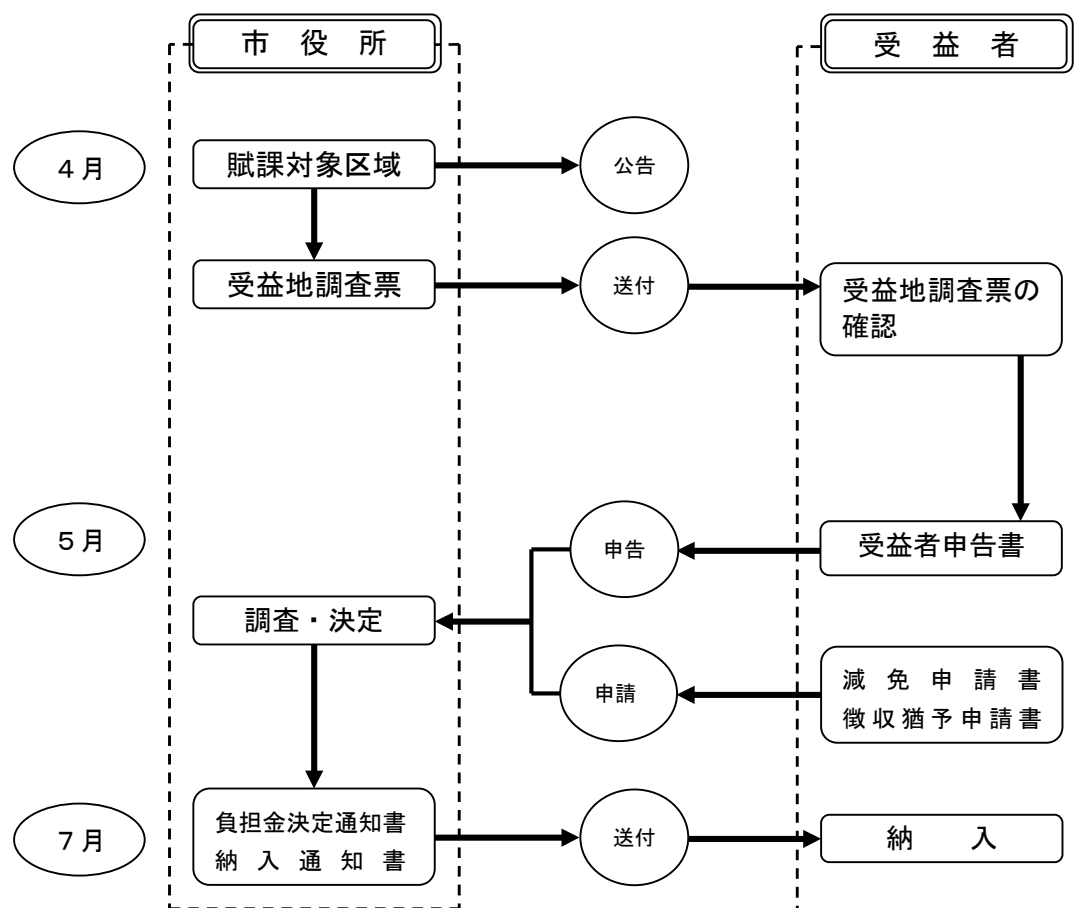 市 役 所
受 益 者
4月
賦課対象区域
公告
受益地調査票
送付
受益地調査票の
確認
5月
申告
受益者申告書
調査・決定
申請
減免申請書
徴収猶予申請書
7月
負担金決定通知書
納入通知書
送付
納 入